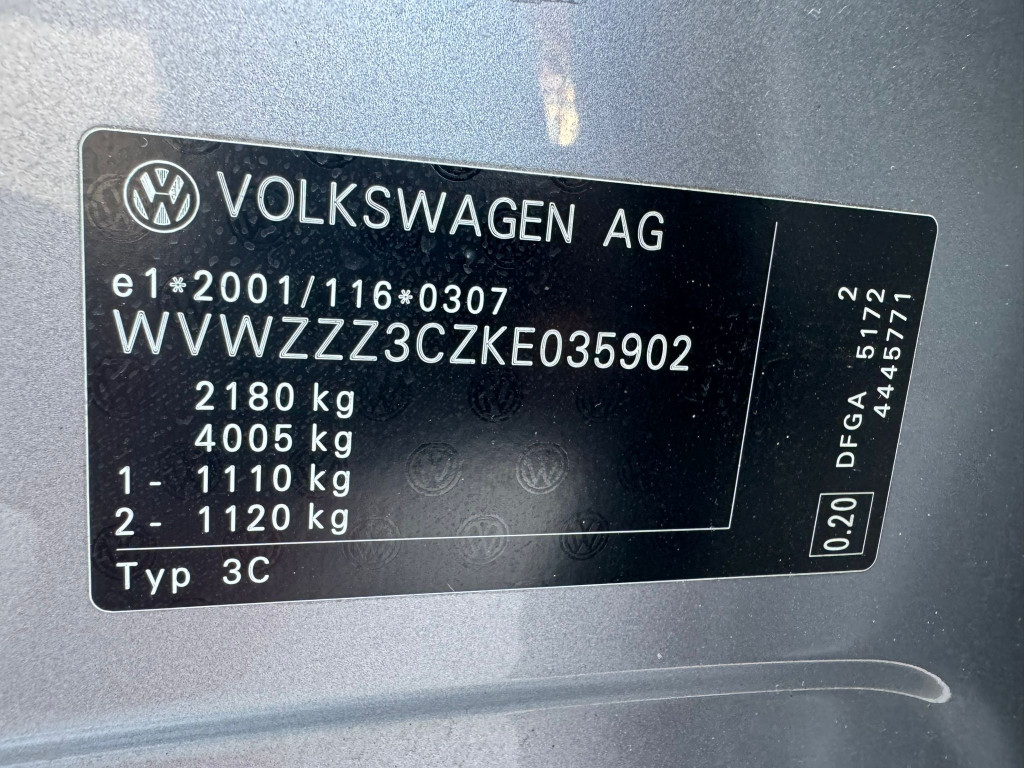 VOLKSWAGEN AG
e1*2001/116*0307
WVWZZZ3CZKE035902
2180 kg
4005 kg
1 - 1110 kg
2 - 1120 kg
Typ 3C
0.20 DFGA 5172 2
4445771